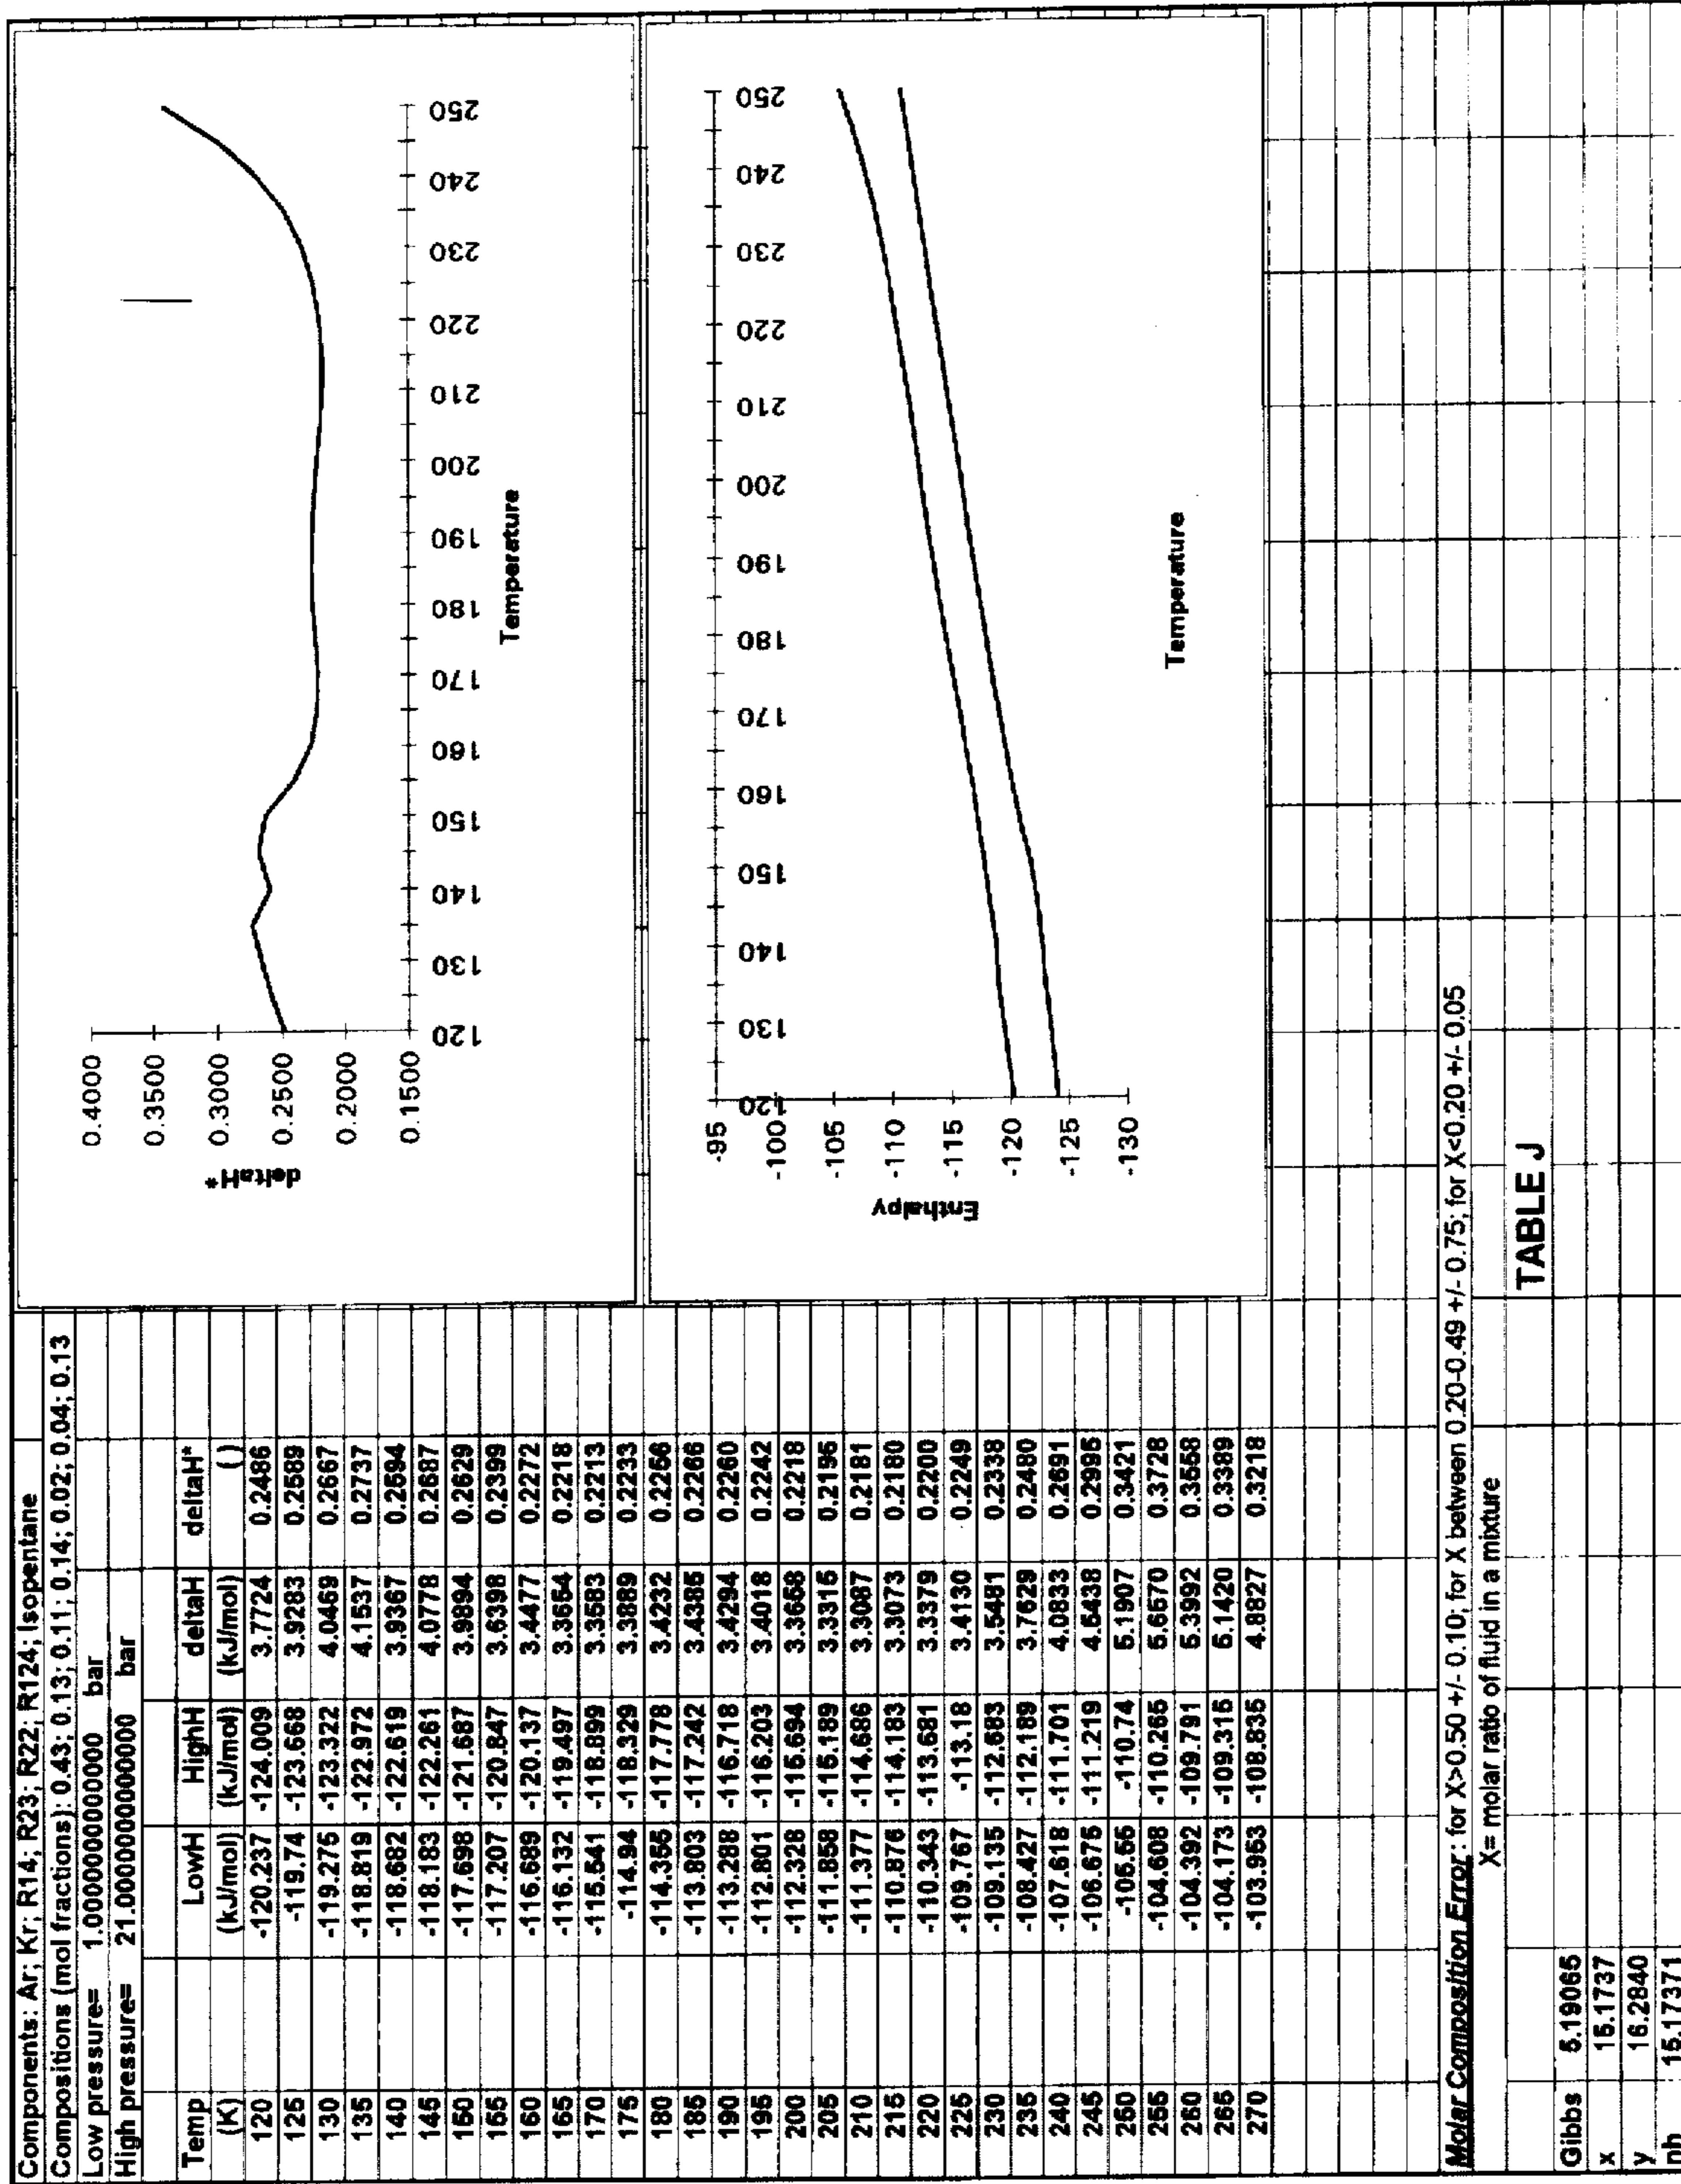 Components: Ar; Kr; R14; R23; R22; R124; Isopentane
Compositions (mol fractions): 0.43; 0.13; 0.11; 0.14; 0.02; 0.04; 0.13
Low pressure= 1.00000000000000 bar
High pressure= 21.00000000000000 bar
Temp LowH HighH deltaH deltaH*
(K) (kJ/mol) (kJ/mol) (kJ/mol) ( )
120 -120.237 -124.009 3.7724 0.2486
125 -119.74 -123.668 3.9283 0.2589
130 -119.275 -123.322 4.0469 0.2667
135 -118.819 -122.972 4.1537 0.2737
140 -118.682 -122.619 3.9367 0.2594
145 -118.183 -122.261 4.0778 0.2687
150 -117.698 -121.687 3.9894 0.2629
155 -117.207 -120.847 3.6398 0.2399
160 -116.689 -120.137 3.4477 0.2272
165 -116.132 -119.497 3.3654 0.2218
170 -115.541 -118.899 3.3583 0.2213
175 -114.94 -118.329 3.3889 0.2233
180 -114.355 -117.778 3.4232 0.2256
185 -113.803 -117.242 3.4385 0.2266
190 -113.288 -116.718 3.4294 0.2260
195 -112.801 -116.203 3.4018 0.2242
200 -112.328 -115.694 3.3658 0.2218
205 -111.858 -115.189 3.3315 0.2195
210 -111.377 -114.686 3.3087 0.2181
215 -110.876 -114.183 3.3073 0.2180
220 -110.343 -113.681 3.3379 0.2200
225 -109.767 -113.18 3.4130 0.2249
230 -109.135 -112.683 3.5481 0.2338
235 -108.427 -112.189 3.7629 0.2480
240 -107.618 -111.701 4.0833 0.2691
245 -106.675 -111.219 4.5438 0.2995
250 -105.55 -110.74 5.1907 0.3421
255 -104.608 -110.265 5.6570 0.3728
260 -104.392 -109.791 5.3992 0.3558
265 -104.173 -109.315 5.1420 0.3389
270 -103.953 -108.835 4.8827 0.3218
deltaH*
0.4000
0.3500
0.3000
0.2500
0.2000
0.1500
120 130 140 150 160 170 180 190 200 210 220 230 240 250
Temperature
Enthalpy
-95
-100
-105
-110
-115
-120
-125
-130
120 130 140 150 160 170 180 190 200 210 220 230 240 250
Temperature
Molar Composition Error: for X>0.50 +/- 0.10; for X between 0.20-0.49 +/- 0.75; for X<0.20 +/- 0.05
X= molar ratio of fluid in a mixture
TABLE J
Gibbs 5.19065
x 15.1737
y 15.2840
nh 15.17371